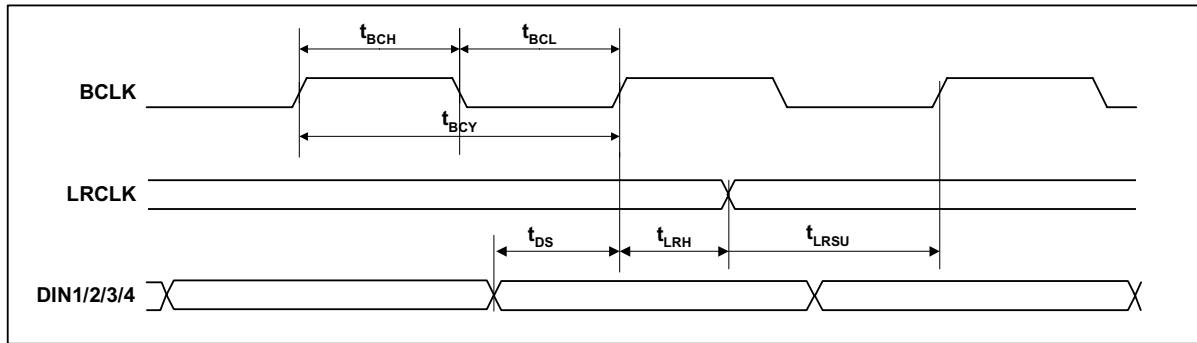 tBCH tBCL
BCLK
tBCY
LRCLK
tDS tLRH tLRSU
DIN1/2/3/4